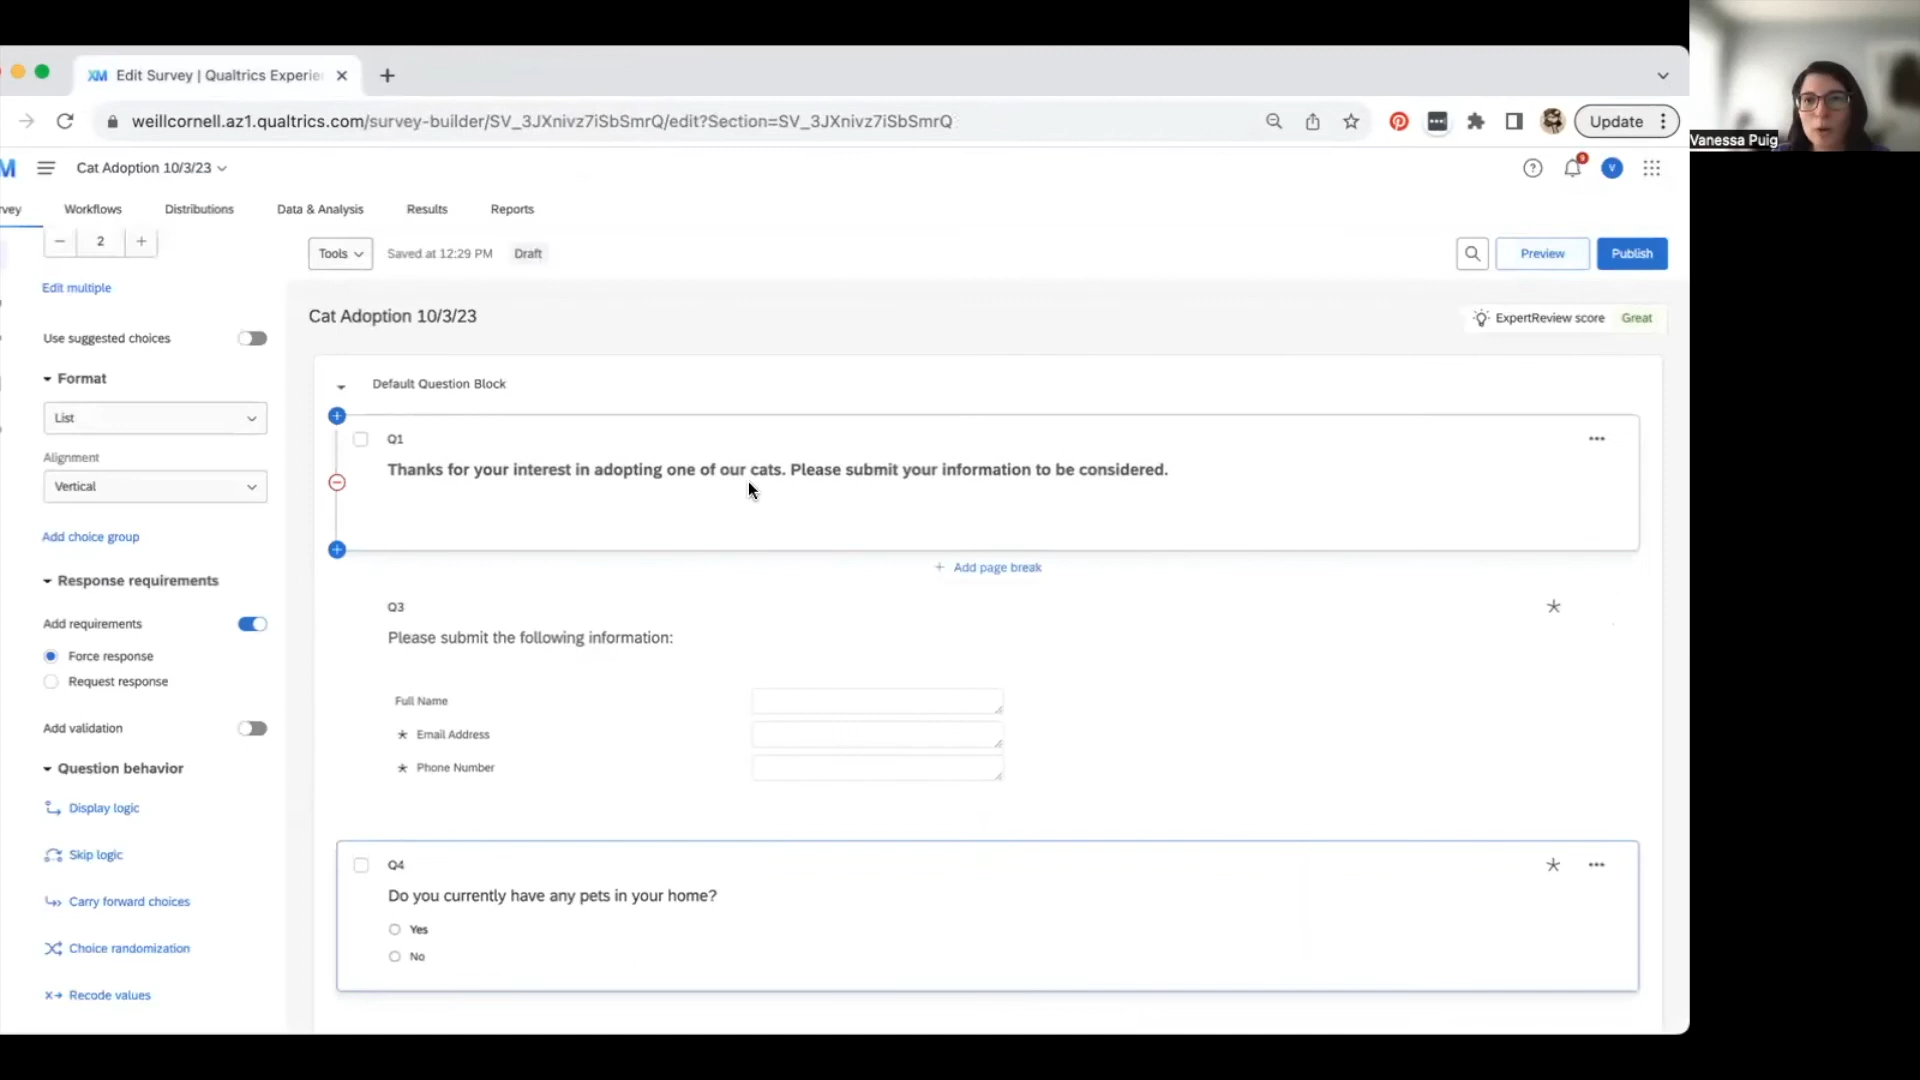 Edit Survey | Qualtrics Experie
weillcornell.az1.qualtrics.com/survey-builder/SV_3JXnivz7iSbSmrQ/edit?Section=SV_3JXnivz7iSbSmrQ
Update
Vanessa Puig
Cat Adoption 10/3/23
9
V
vey
Workflows
Distributions
Data & Analysis
Results
Reports
2
Tools
Saved at 12:29 PM
Draft
Preview
Publish
Edit multiple
Cat Adoption 10/3/23
ExpertReview score
Great
Use suggested choices
Format
List
Alignment
Vertical
Add choice group
Response requirements
Add requirements
Force response
Request response
Add validation
Question behavior
Display logic
Skip logic
Carry forward choices
Choice randomization
Recode values
Default Question Block
Q1
Thanks for your interest in adopting one of our cats. Please submit your information to be considered.
Add page break
Q3
Please submit the following information:
Full Name
Email Address
Phone Number
Q4
Do you currently have any pets in your home?
Yes
No